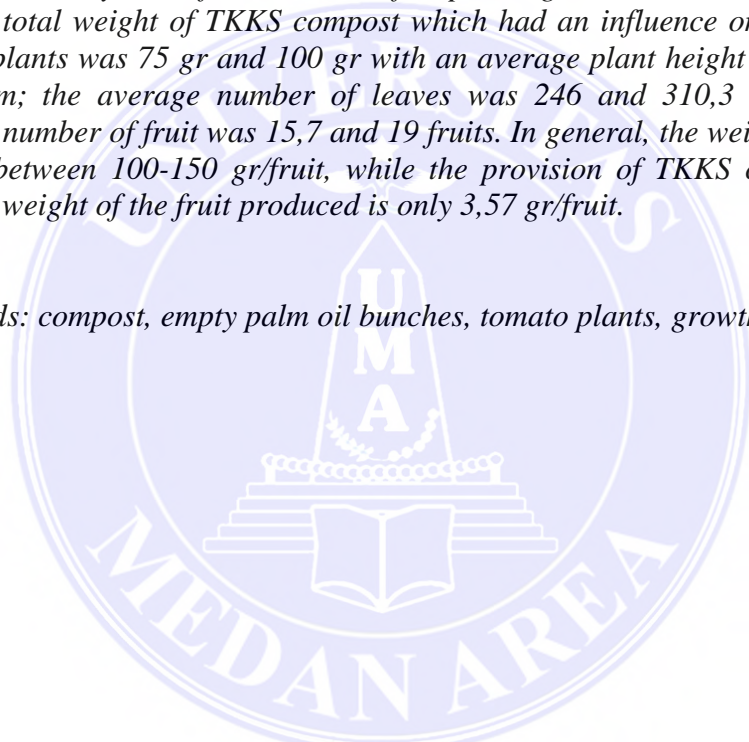 total weight of TKKS compost which had an influence or
plants was 75 gr and 100 gr with an average plant height
m; the average number of leaves was 246 and 310,3
number of fruit was 15,7 and 19 fruits. In general, the wei
between 100-150 gr/fruit, while the provision of TKKS
weight of the fruit produced is only 3,57 gr/fruit.
ds: compost, empty palm oil bunches, tomato plants, growth
UNIVERSITAS
UMA
MEDAN AREA